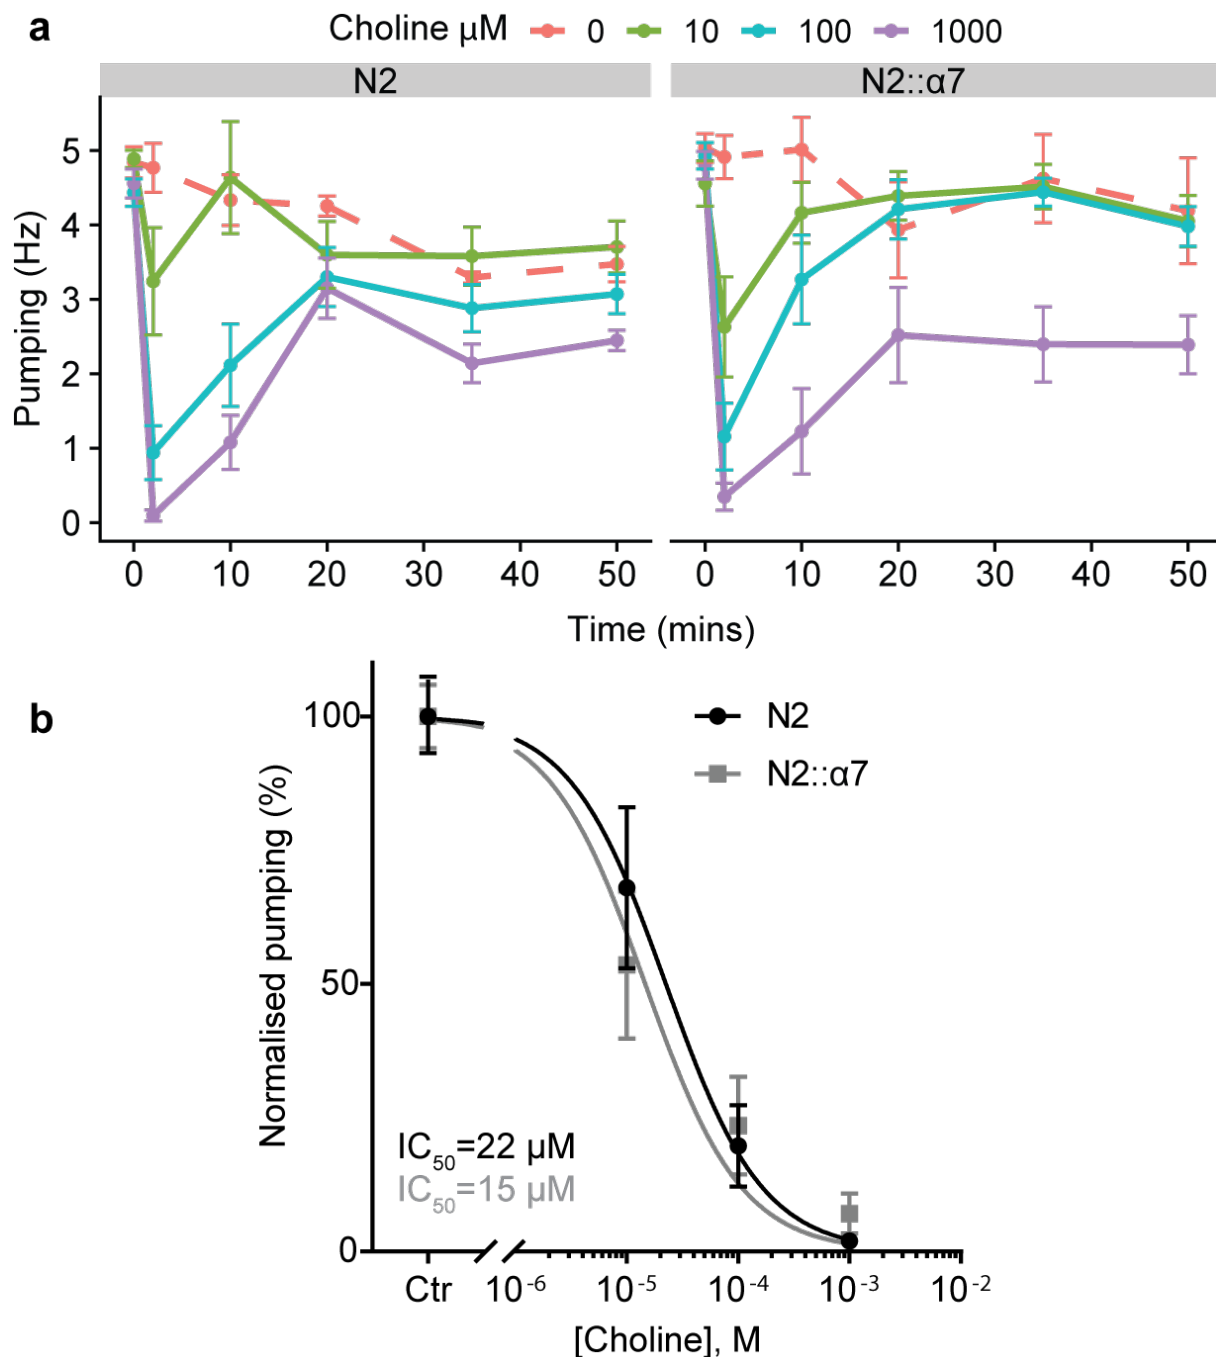 a
Choline μM 0 10 100 1000
N2 N2::α7
5
4
3
2
1
0
Pumping (Hz)
0 10 20 30 40 50 0 10 20 30 40 50
Time (mins)
b
N2
N2::α7
100
50
0
Normalised pumping (%)
IC50=22 μM
IC50=15 μM
Ctr 10-6 10-5 10-4 10-3 10-2
[Choline], M